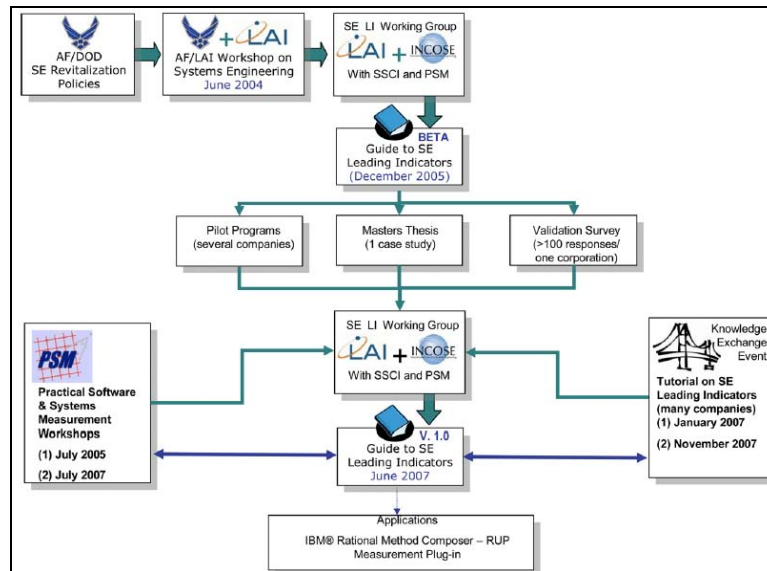 AF/DOD
SE Revitalization
Policies
+ LAI
AF/LAI Workshop on
Systems Engineering
June 2004
SE LI Working Group
LAI + INCOSE
With SSCI and PSM
BETA
Guide to SE
Leading Indicators
(December 2005)
Pilot Programs
(several companies)
Masters Thesis
(1 case study)
Validation Survey
(>100 responses/
one corporation)
PSM
Practical Software
& Systems
Measurement
Workshops
(1) July 2005
(2) July 2007
SE LI Working Group
LAI + INCOSE
With SSCI and PSM
Knowledge
Exchange
Event
Tutorial on SE
Leading Indicators
(many companies)
(1) January 2007
(2) November 2007
V. 1.0
Guide to SE
Leading Indicators
June 2007
Applications
IBM® Rational Method Composer – RUP
Measurement Plug-in